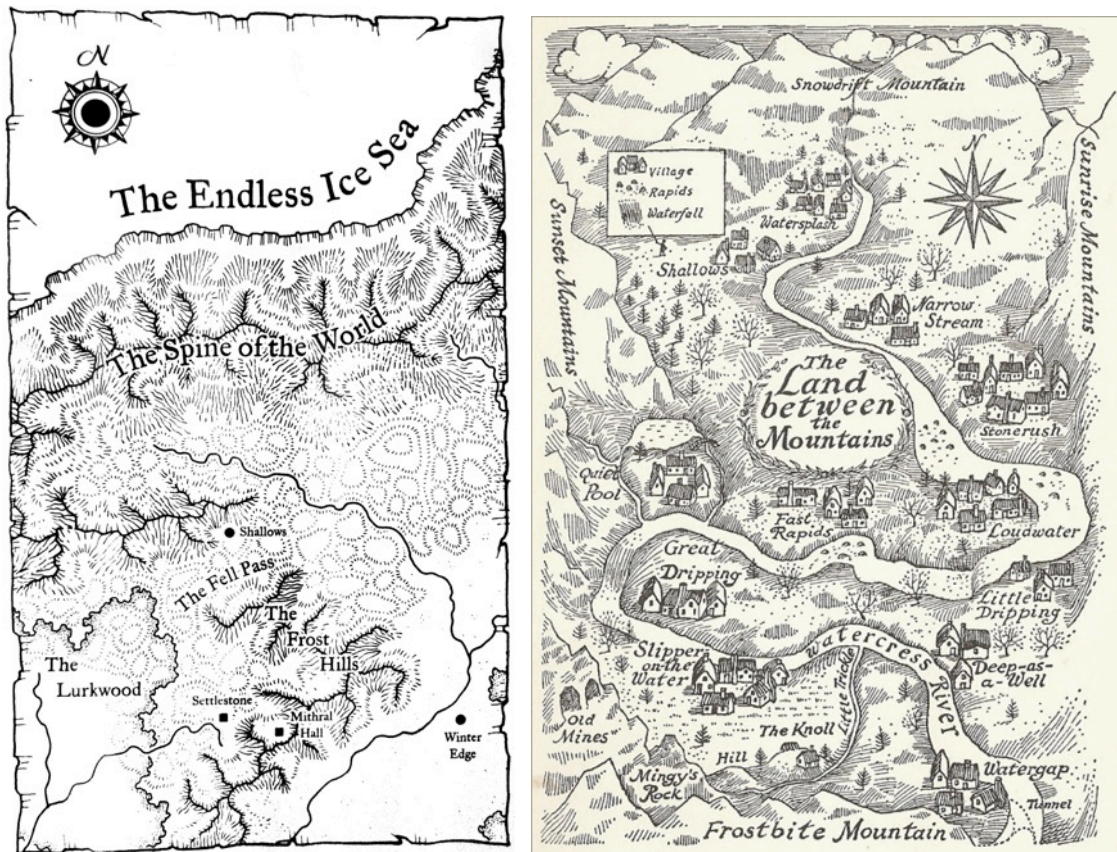 N
The Endless Ice Sea
The Spine of the World
Shallows
The Fell Pass
The
Frost
Hills
The
Lurkwood
Settlestone
Mithral
Hall
Winter
Edge
Snowdrift Mountain
Village
Rapids
Waterfall
N
Sunrise Mountains
Sunset Mountains
Watersplash
Shallows
Narrow
Stream
The
Land
between
the
Mountains
Stonerush
Quiet
Pool
Fast
Rapids
Loudwater
Great
Dripping
Little
Dripping
Watercress River
Slipper-
on-the-
Water
Deep-as-
a-Well
Little Trickle
Old
Mines
The Knoll
Hill
Mingy's
Rock
Watergap
Tunnel
Frostbite Mountain